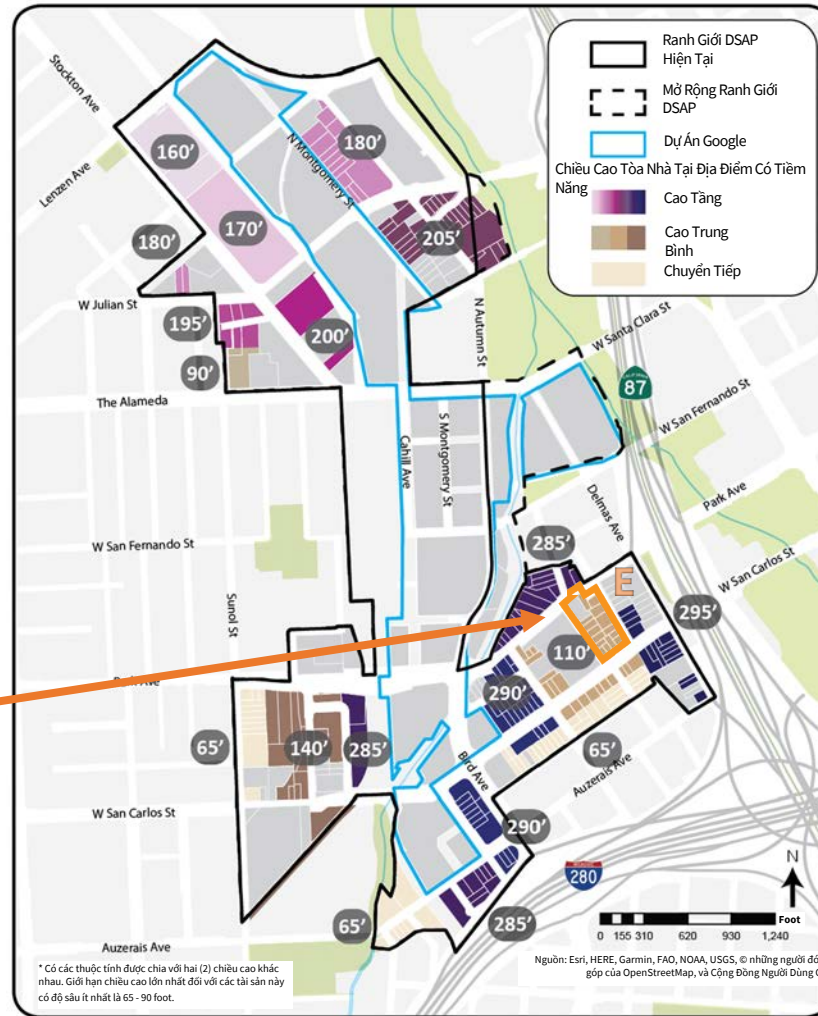 Ranh Giới DSAP
Hiện Tại
Mở Rộng Ranh Giới
DSAP
Dự Án Google
Chiều Cao Tòa Nhà Tại Địa Điểm Có Tiềm
Năng
Cao Tầng
Cao Trung
Bình
Chuyển Tiếp
Stockton Ave
Lenzen Ave
N Montgomery St
160'
180'
170'
205'
180'
W Julian St
195'
200'
90'
N Autumn St
W Santa Clara St
CALIFORNIA
87
The Alameda
W San Fernando St
Cahill Ave
S Montgomery St
Delmas Ave
Park Ave
W San Fernando St
W San Carlos St
Sunol St
285'
E
295'
110'
290'
Park Ave
65'
140'
285'
65'
Bird Ave
Auzerais Ave
W San Carlos St
290'
INTERSTATE
280
N
65'
285'
Auzerais Ave
Foot
0 155 310 620 930 1,240
* Có các thuộc tính được chia với hai (2) chiều cao khác
nhau. Giới hạn chiều cao lớn nhất đối với các tài sản này
có độ sâu ít nhất là 65 - 90 foot.
Nguồn: Esri, HERE, Garmin, FAO, NOAA, USGS, © những người đó
góp của OpenStreetMap, và Cộng Đồng Người Dùng